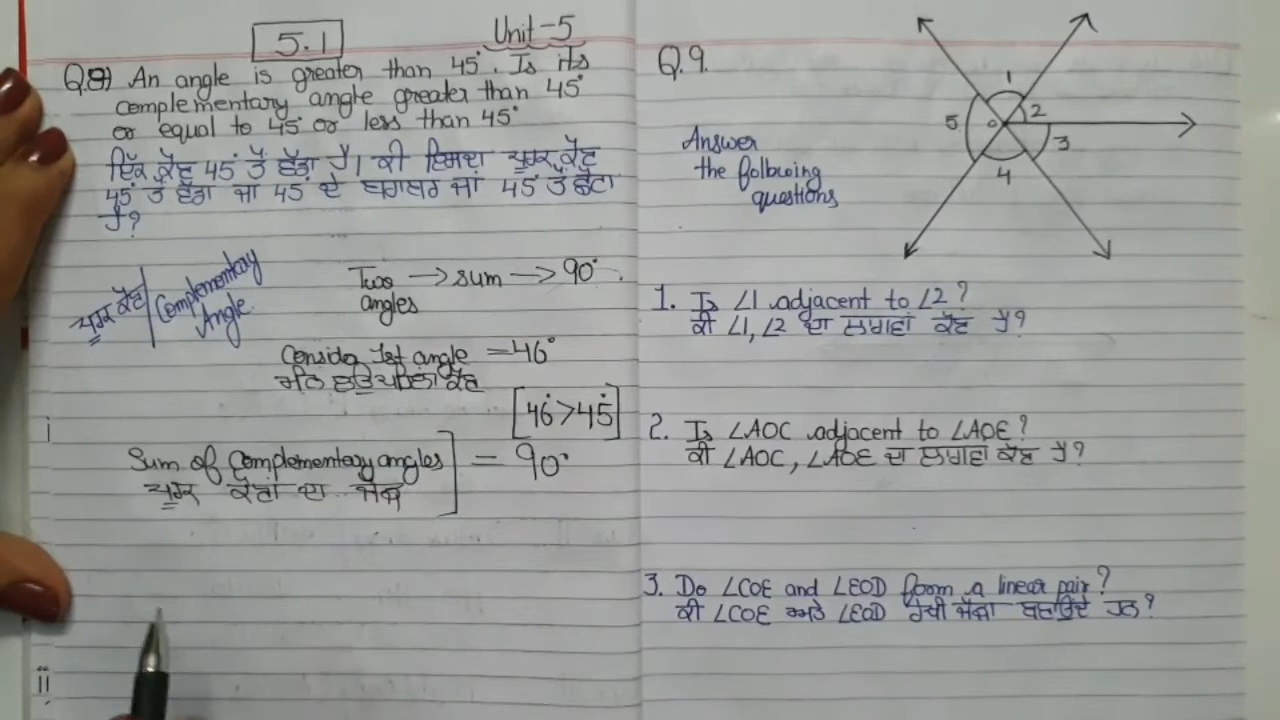 5.1
Unit-5
Q.8) An angle is greater than 45°. Is its
complementary angle greater than 45°
or equal to 45° or less than 45°
ਇੱਕ ਕੋਣ 45° ਤੋਂ ਵੱਡਾ ਹੈ। ਕੀ ਇਸਦਾ ਪੂਰਕ ਕੋਣ
45° ਤੋਂ ਵੱਡਾ ਜਾਂ 45° ਦੇ ਬਰਾਬਰ ਜਾਂ 45° ਤੋਂ ਛੋਟਾ
ਹੈ?
ਪੂਰਕ ਕੋਣ
Complementary
Angle.
Two → sum → 90°.
angles
Consider 1st angle = 46°
ਮੰਨ ਲਓ ਪਹਿਲਾ ਕੋਣ
[46°>45°]
i
Sum of Complementary angles] = 90°
ਪੂਰਕ ਕੋਣਾਂ ਦਾ ਜੋੜ
ii
Q.9.
Answer
the following
questions
1
2
3
4
5
o
1. Is ∠1 adjacent to ∠2?
ਕੀ ∠1, ∠2 ਦਾ ਲਾਗਵਾਂ ਕੋਣ ਹੈ?
2. Is ∠AOC adjacent to ∠AOE?
ਕੀ ∠AOC, ∠AOE ਦਾ ਲਾਗਵਾਂ ਕੋਣ ਹੈ?
3. Do ∠COE and ∠EOD form a linear pair?
ਕੀ ∠COE ਅਤੇ ∠EOD ਰੇਖੀ ਜੋੜਾ ਬਣਾਉਂਦੇ ਹਨ?